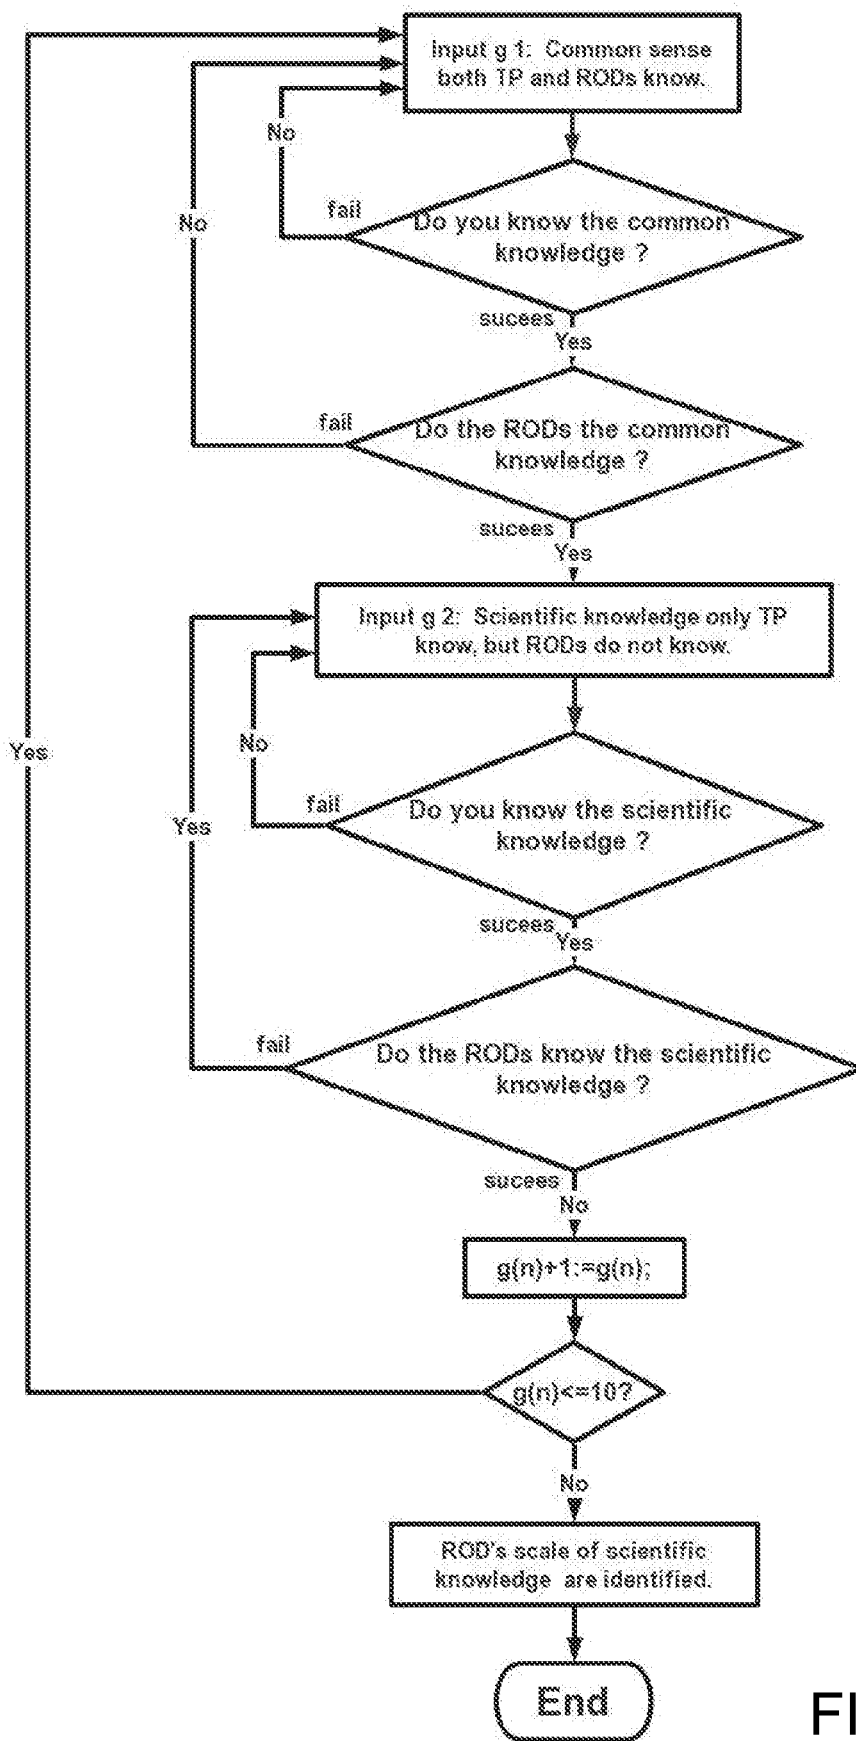 Input g 1: Common sense
both TP and RODs know.
No
fail
Do you know the common
knowledge ?
No
sucees
Yes
fail
Do the RODs the common
knowledge ?
sucees
Yes
Input g 2: Scientific knowledge only TP
know, but RODs do not know.
Yes
No
fail
Do you know the scientific
knowledge ?
Yes
sucees
Yes
fail
Do the RODs know the scientific
knowledge ?
sucees
No
g(n)+1:=g(n);
g(n)<=10?
No
ROD's scale of scientific
knowledge are identified.
End
FI